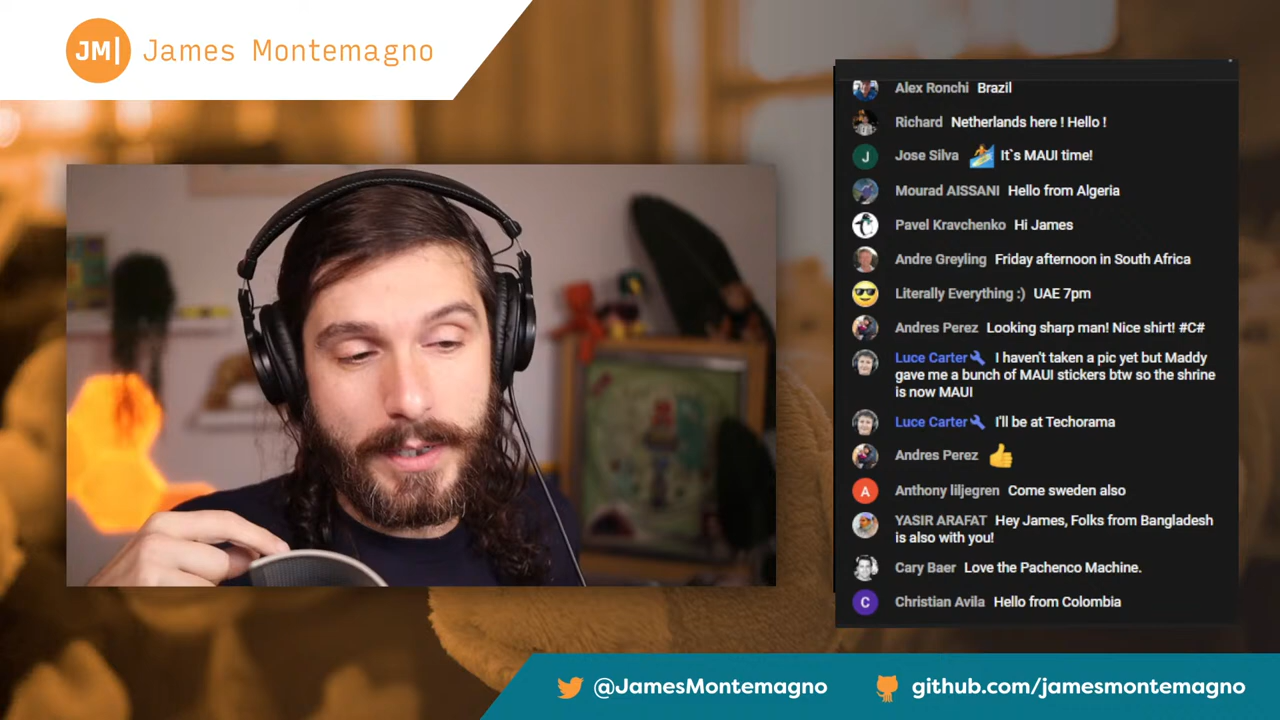 JM|
James Montemagno
Alex Ronchi Brazil
Richard Netherlands here ! Hello !
J
Jose Silva 🏄 It`s MAUI time!
Mourad AISSANI Hello from Algeria
Pavel Kravchenko Hi James
Andre Greyling Friday afternoon in South Africa
Literally Everything :) UAE 7pm
Andres Perez Looking sharp man! Nice shirt! #C#
Luce Carter I haven't taken a pic yet but Maddy
gave me a bunch of MAUI stickers btw so the shrine
is now MAUI
Luce Carter I'll be at Techorama
Andres Perez 👍
A
Anthony liljegren Come sweden also
YASIR ARAFAT Hey James, Folks from Bangladesh
is also with you!
Cary Baer Love the Pachenco Machine.
C
Christian Avila Hello from Colombia
@JamesMontemagno
github.com/jamesmontemagno